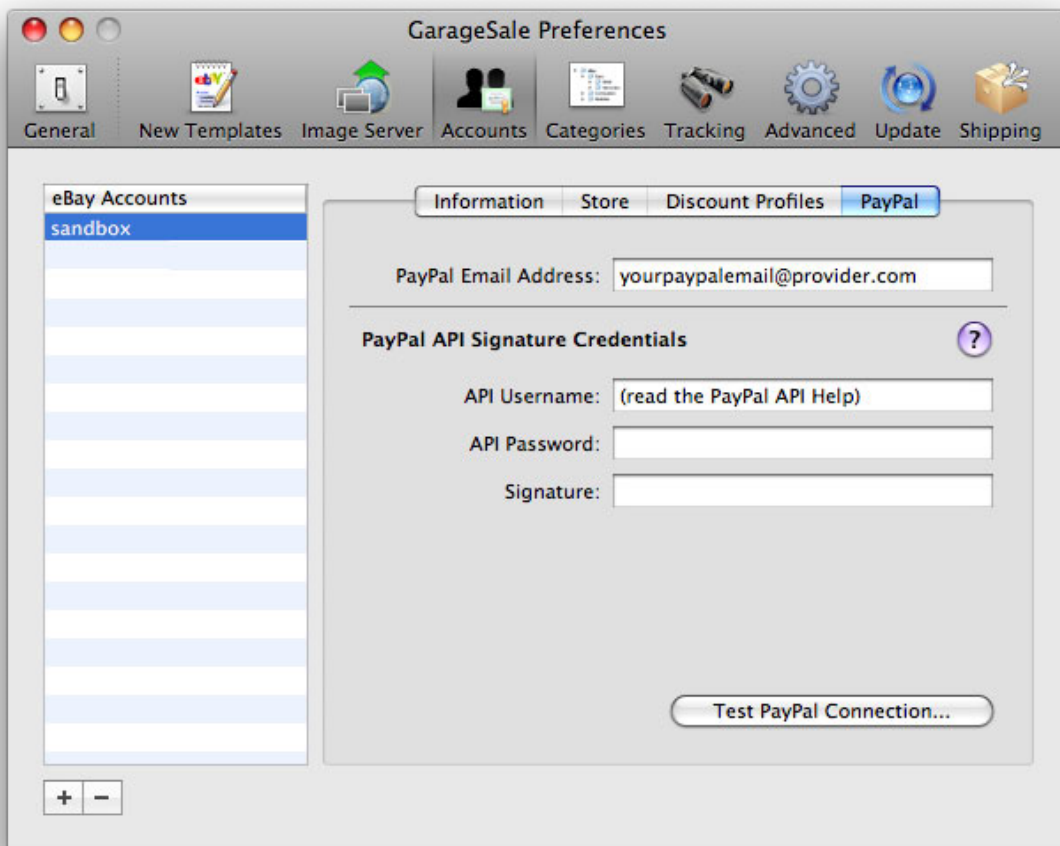 GarageSale Preferences
General New Templates Image Server Accounts Categories Tracking Advanced Update Shipping
eBay Accounts
sandbox
Information Store Discount Profiles PayPal
PayPal Email Address: yourpaypalemail@provider.com
PayPal API Signature Credentials ?
API Username: (read the PayPal API Help)
API Password:
Signature:
Test PayPal Connection...
+ −